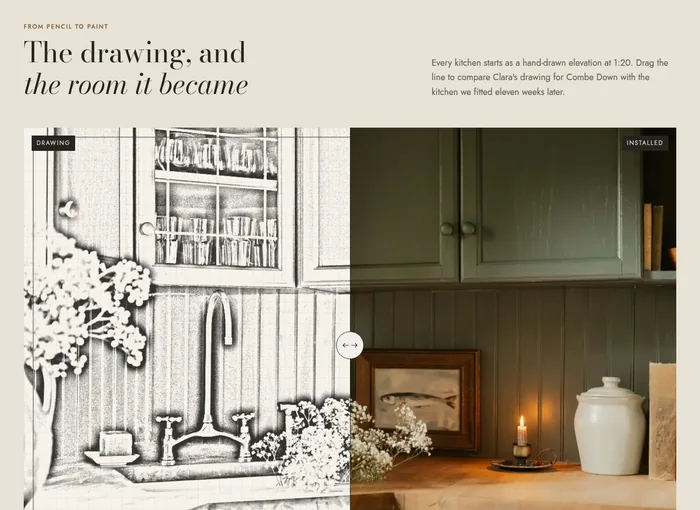 FROM PENCIL TO PAINT
The drawing, and
the room it became
Every kitchen starts as a hand-drawn elevation at 1:20. Drag the
line to compare Clara's drawing for Combe Down with the
kitchen we fitted eleven weeks later.
DRAWING
INSTALLED